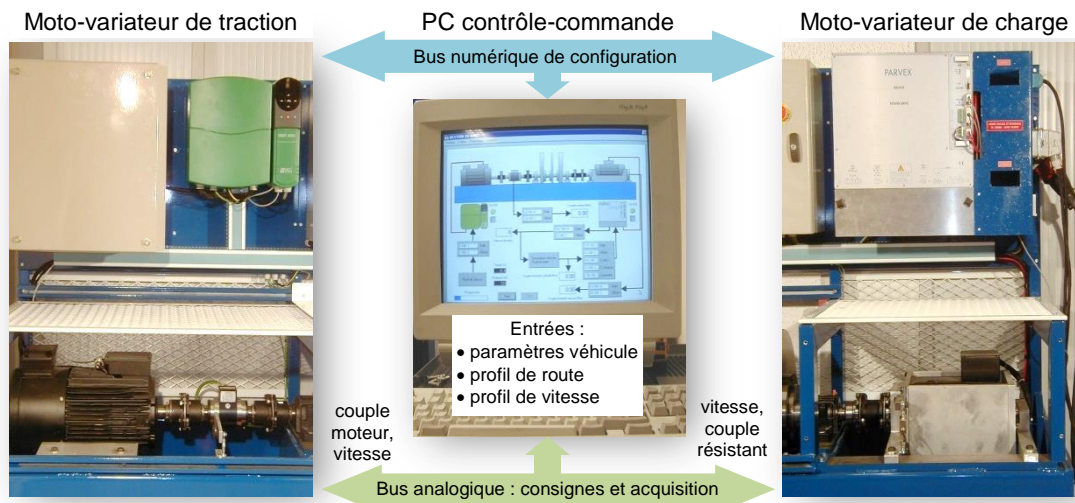 Moto-variateur de traction
PC contrôle-commande
Moto-variateur de charge
Bus numérique de configuration
PARVEX
Entrées :
• paramètres véhicule
• profil de route
• profil de vitesse
couple
moteur,
vitesse
vitesse,
couple
résistant
Bus analogique : consignes et acquisition